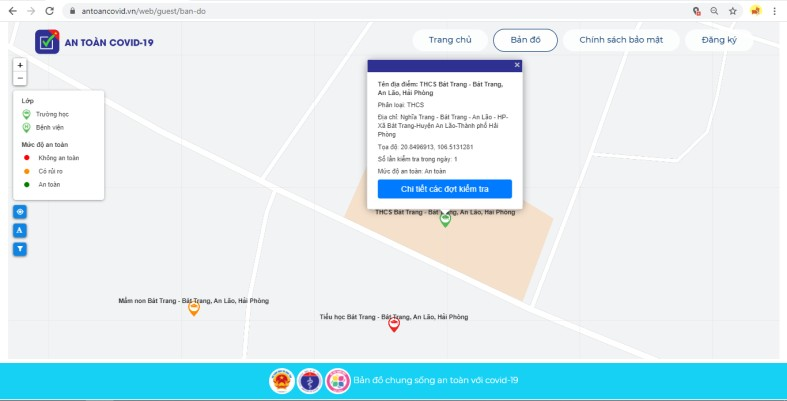 antoancovid.vn/web/guest/ban-do
AN TOÀN COVID-19
Trang chủ
Bản đồ
Chính sách bảo mật
Đăng ký
+
−
Lớp
Trường học
Bệnh viện
Mức độ an toàn
Không an toàn
Có rủi ro
An toàn
A
×
Tên địa điểm: THCS Bát Trang - Bát Trang,
An Lão, Hải Phòng
Phân loại: THCS
Địa chỉ: Nghĩa Trang - Bát Trang - An Lão - HP-
Xã Bát Trang-Huyện An Lão-Thành phố Hải
Phòng
Tọa độ: 20.8496913, 106.5131281
Số lần kiểm tra trong ngày: 1
Mức độ an toàn: An toàn
Chi tiết các đợt kiểm tra
THCS Bát Trang - Bát Trang, An Lão, Hải Phòng
Mầm non Bát Trang - Bát Trang, An Lão, Hải Phòng
Tiểu học Bát Trang - Bát Trang, An Lão, Hải Phòng
Bản đồ chung sống an toàn với covid-19